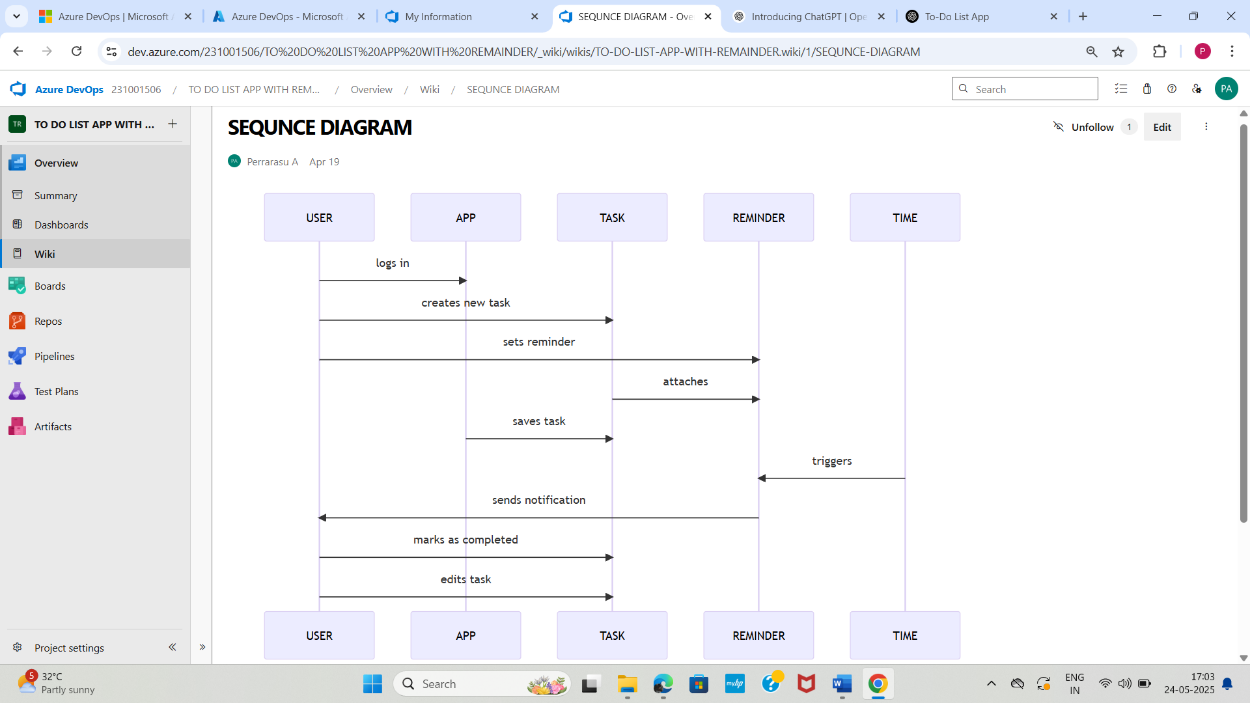 Azure DevOps | Microsoft A
Azure DevOps - Microsoft
My Information
SEQUNCE DIAGRAM - Ove
Introducing ChatGPT | Ope
To-Do List App
dev.azure.com/231001506/TO%20DO%20LIST%20APP%20WITH%20REMAINDER/_wiki/wikis/TO-DO-LIST-APP-WITH-REMAINDER.wiki/1/SEQUNCE-DIAGRAM
P
Azure DevOps 231001506 / TO DO LIST APP WITH REM... / Overview / Wiki / SEQUNCE DIAGRAM
Search
PA
TR TO DO LIST APP WITH ... +
Overview
Summary
Dashboards
Wiki
Boards
Repos
Pipelines
Test Plans
Artifacts
Project settings
SEQUNCE DIAGRAM
Unfollow 1 Edit
PA Perrarasu A Apr 19
USER APP TASK REMINDER TIME
logs in
creates new task
sets reminder
attaches
saves task
triggers
sends notification
marks as completed
edits task
USER APP TASK REMINDER TIME
5 32°C
Partly sunny
Search
myhp
W
ENG
IN
17:03
24-05-2025